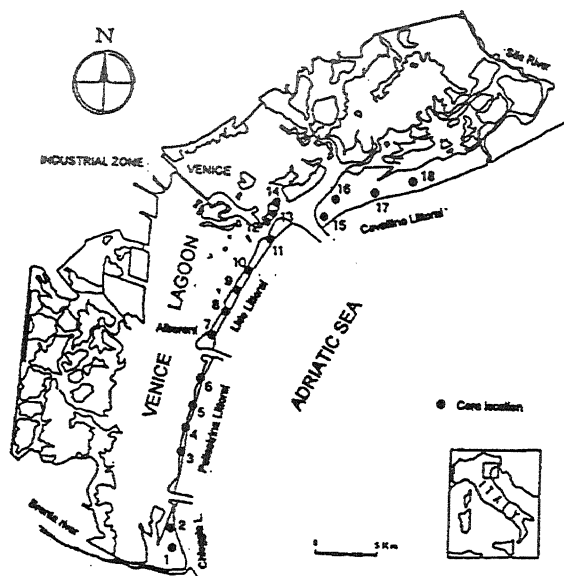 N
Sile River
INDUSTRIAL ZONE
VENICE
18
16
17
14
15
13
12
Cavallino Littoral
11
10
9
8
Lido Littoral
Alberoni
7
VENICE LAGOON
ADRIATIC SEA
6
5
4
3
Pellestrina Littoral
Core location
Brenta river
2
1
Chioggia L.
0 5 Km
ITALY